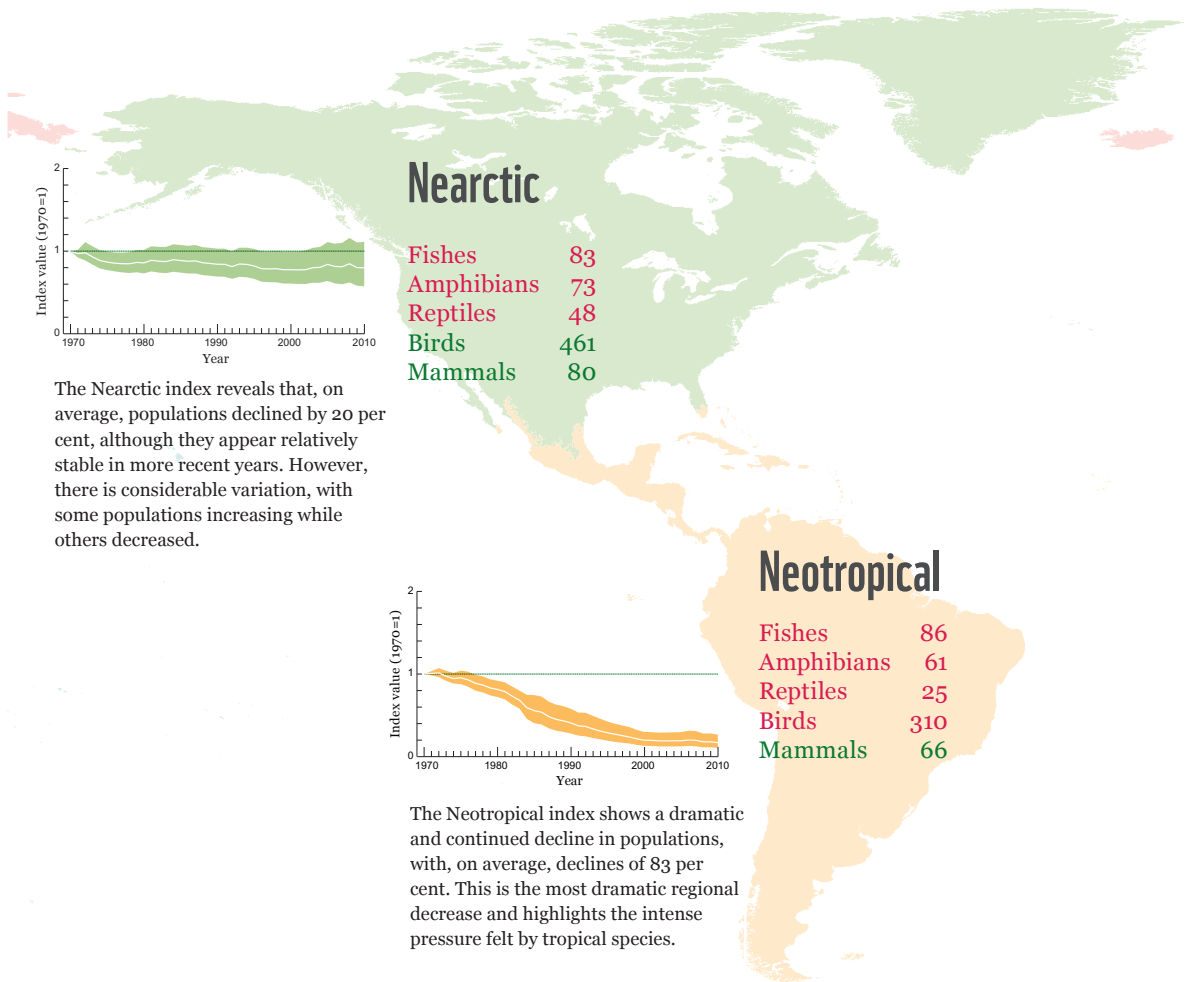 Nearctic
Fishes 83
Amphibians 73
Reptiles 48
Birds 461
Mammals 80
Index value (1970=1)
2
1
0
1970 1980 1990 2000 2010
Year
The Nearctic index reveals that, on
average, populations declined by 20 per
cent, although they appear relatively
stable in more recent years. However,
there is considerable variation, with
some populations increasing while
others decreased.
Neotropical
Fishes 86
Amphibians 61
Reptiles 25
Birds 310
Mammals 66
Index value (1970=1)
2
1
0
1970 1980 1990 2000 2010
Year
The Neotropical index shows a dramatic
and continued decline in populations,
with, on average, declines of 83 per
cent. This is the most dramatic regional
decrease and highlights the intense
pressure felt by tropical species.